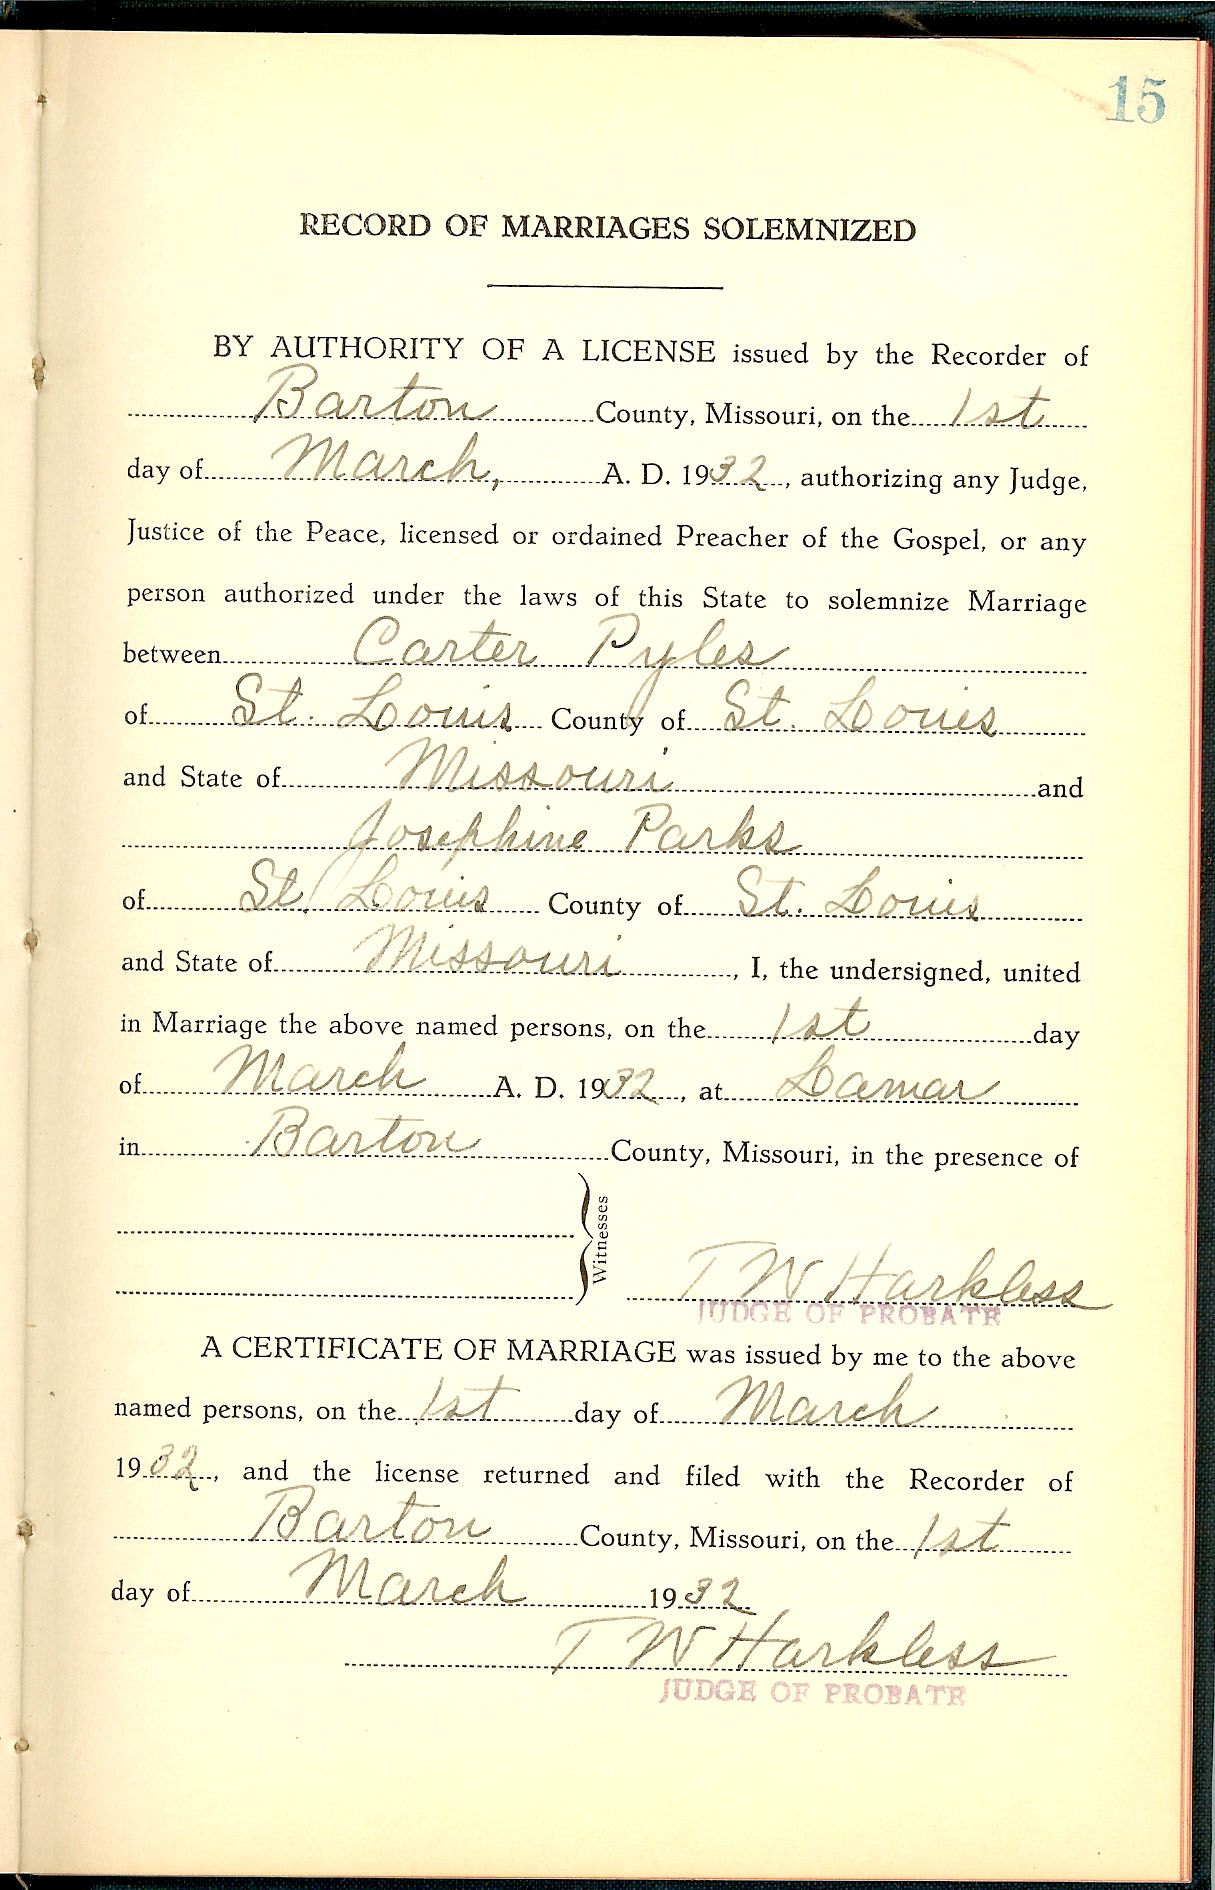 15
RECORD OF MARRIAGES SOLEMNIZED
BY AUTHORITY OF A LICENSE issued by the Recorder of
Barton County, Missouri, on the 1st
day of March, A. D. 1932, authorizing any Judge,
Justice of the Peace, licensed or ordained Preacher of the Gospel, or any
person authorized under the laws of this State to solemnize Marriage
between Carter Pyles
of St. Louis County of St. Louis
and State of Missouri and
Josephine Parks
of St. Louis County of St. Louis
and State of Missouri, I, the undersigned, united
in Marriage the above named persons, on the 1st day
of March A. D. 1932, at Lamar
in Barton County, Missouri, in the presence of
Witnesses
T W Harkless
JUDGE OF PROBATE
A CERTIFICATE OF MARRIAGE was issued by me to the above
named persons, on the 1st day of March
1932, and the license returned and filed with the Recorder of
Barton County, Missouri, on the 1st
day of March 1932
T W Harkless
JUDGE OF PROBATE